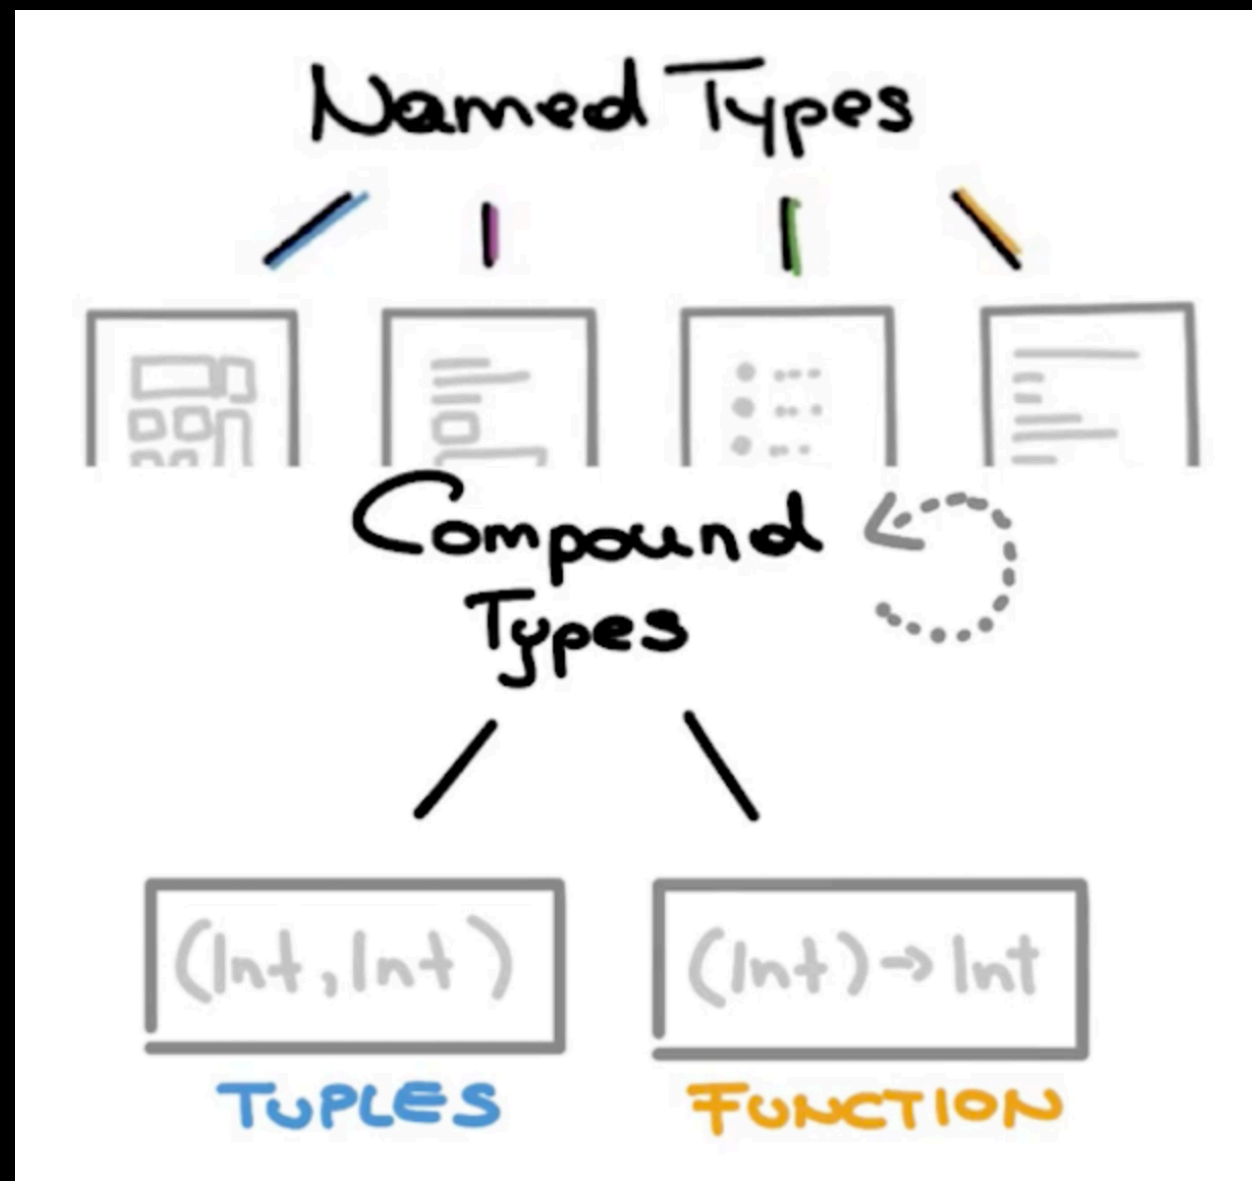 Named Types
Compound
Types
(Int, Int)
(Int) → Int
TUPLES
FUNCTION